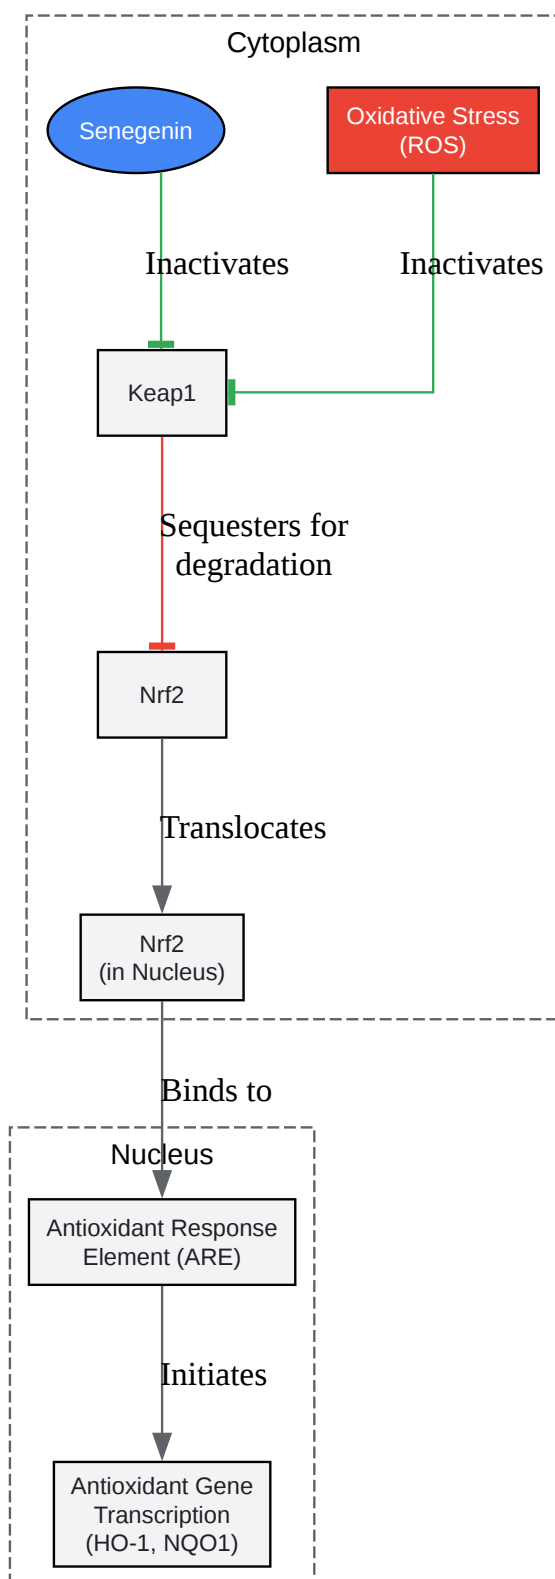 Cytoplasm
Senegenin
Oxidative Stress
(ROS)
Inactivates
Inactivates
Keap1
Sequesters for
degradation
Nrf2
Translocates
Nrf2
(in Nucleus)
Binds to
Nucleus
Antioxidant Response
Element (ARE)
Initiates
Antioxidant Gene
Transcription
(HO-1, NQO1)